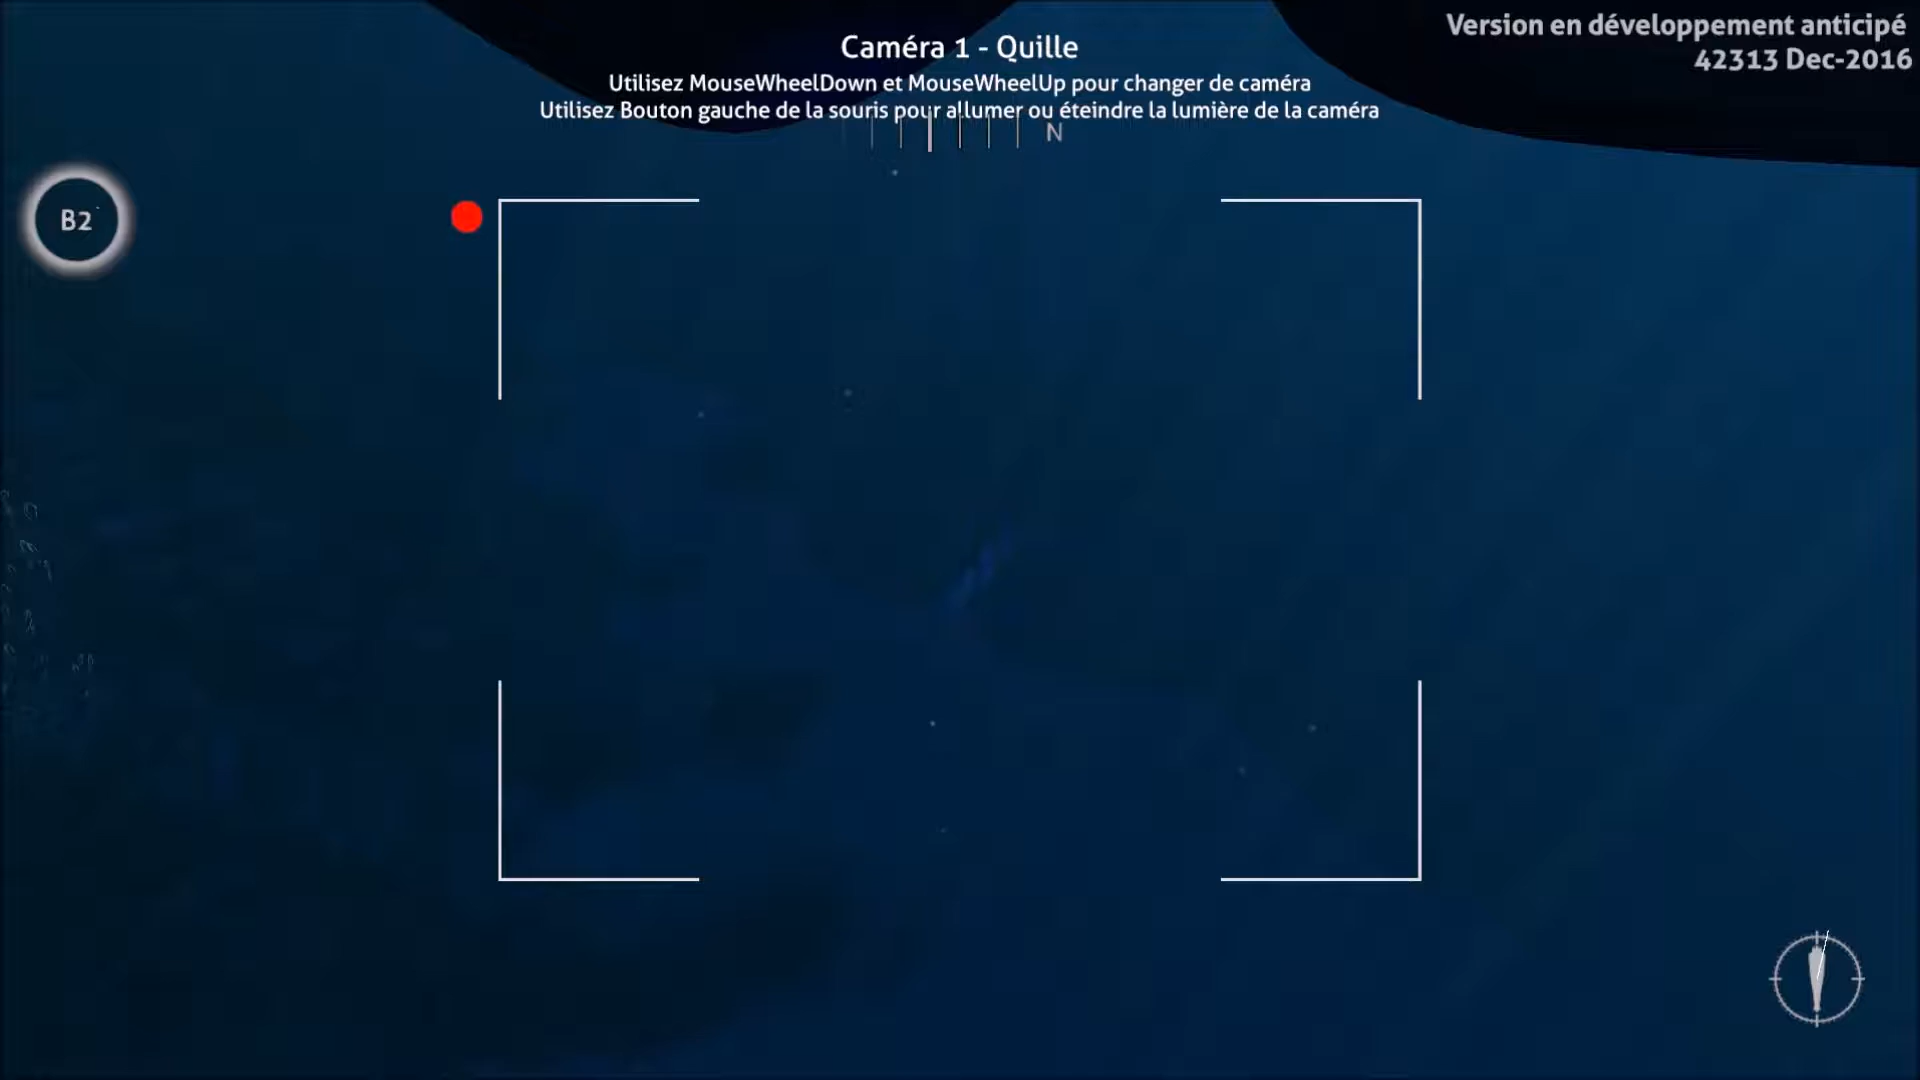 Version en développement anticipé
42313 Dec-2016
Caméra 1 - Quille
Utilisez MouseWheelDown et MouseWheelUp pour changer de caméra
Utilisez Bouton gauche de la souris pour allumer ou éteindre la lumière de la caméra
N
B2